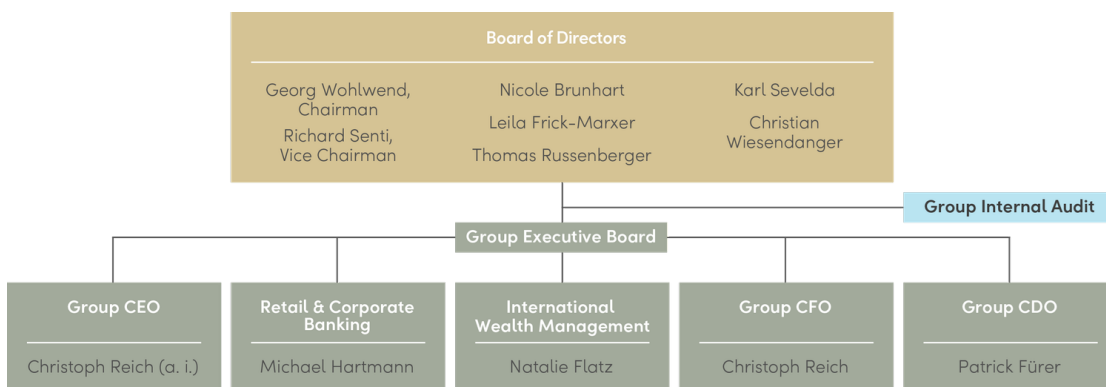 Board of Directors
Georg Wohlwend,
Chairman
Richard Senti,
Vice Chairman
Nicole Brunhart
Leila Frick-Marxer
Thomas Russenberger
Karl Sevelda
Christian
Wiesendanger
Group Internal Audit
Group Executive Board
Group CEO
Christoph Reich (a. i.)
Retail & Corporate
Banking
Michael Hartmann
International
Wealth Management
Natalie Flatz
Group CFO
Christoph Reich
Group CDO
Patrick Fürer